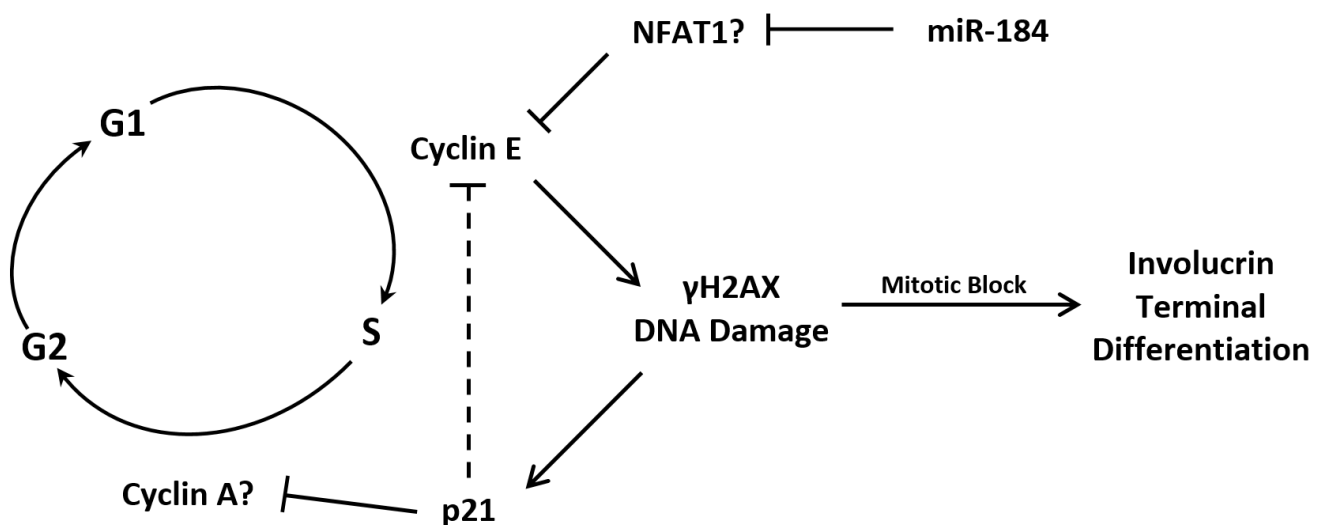 NFAT1?
miR-184
G1
Cyclin E
γH2AX
DNA Damage
Mitotic Block
Involucrin
Terminal
Differentiation
S
G2
Cyclin A?
p21